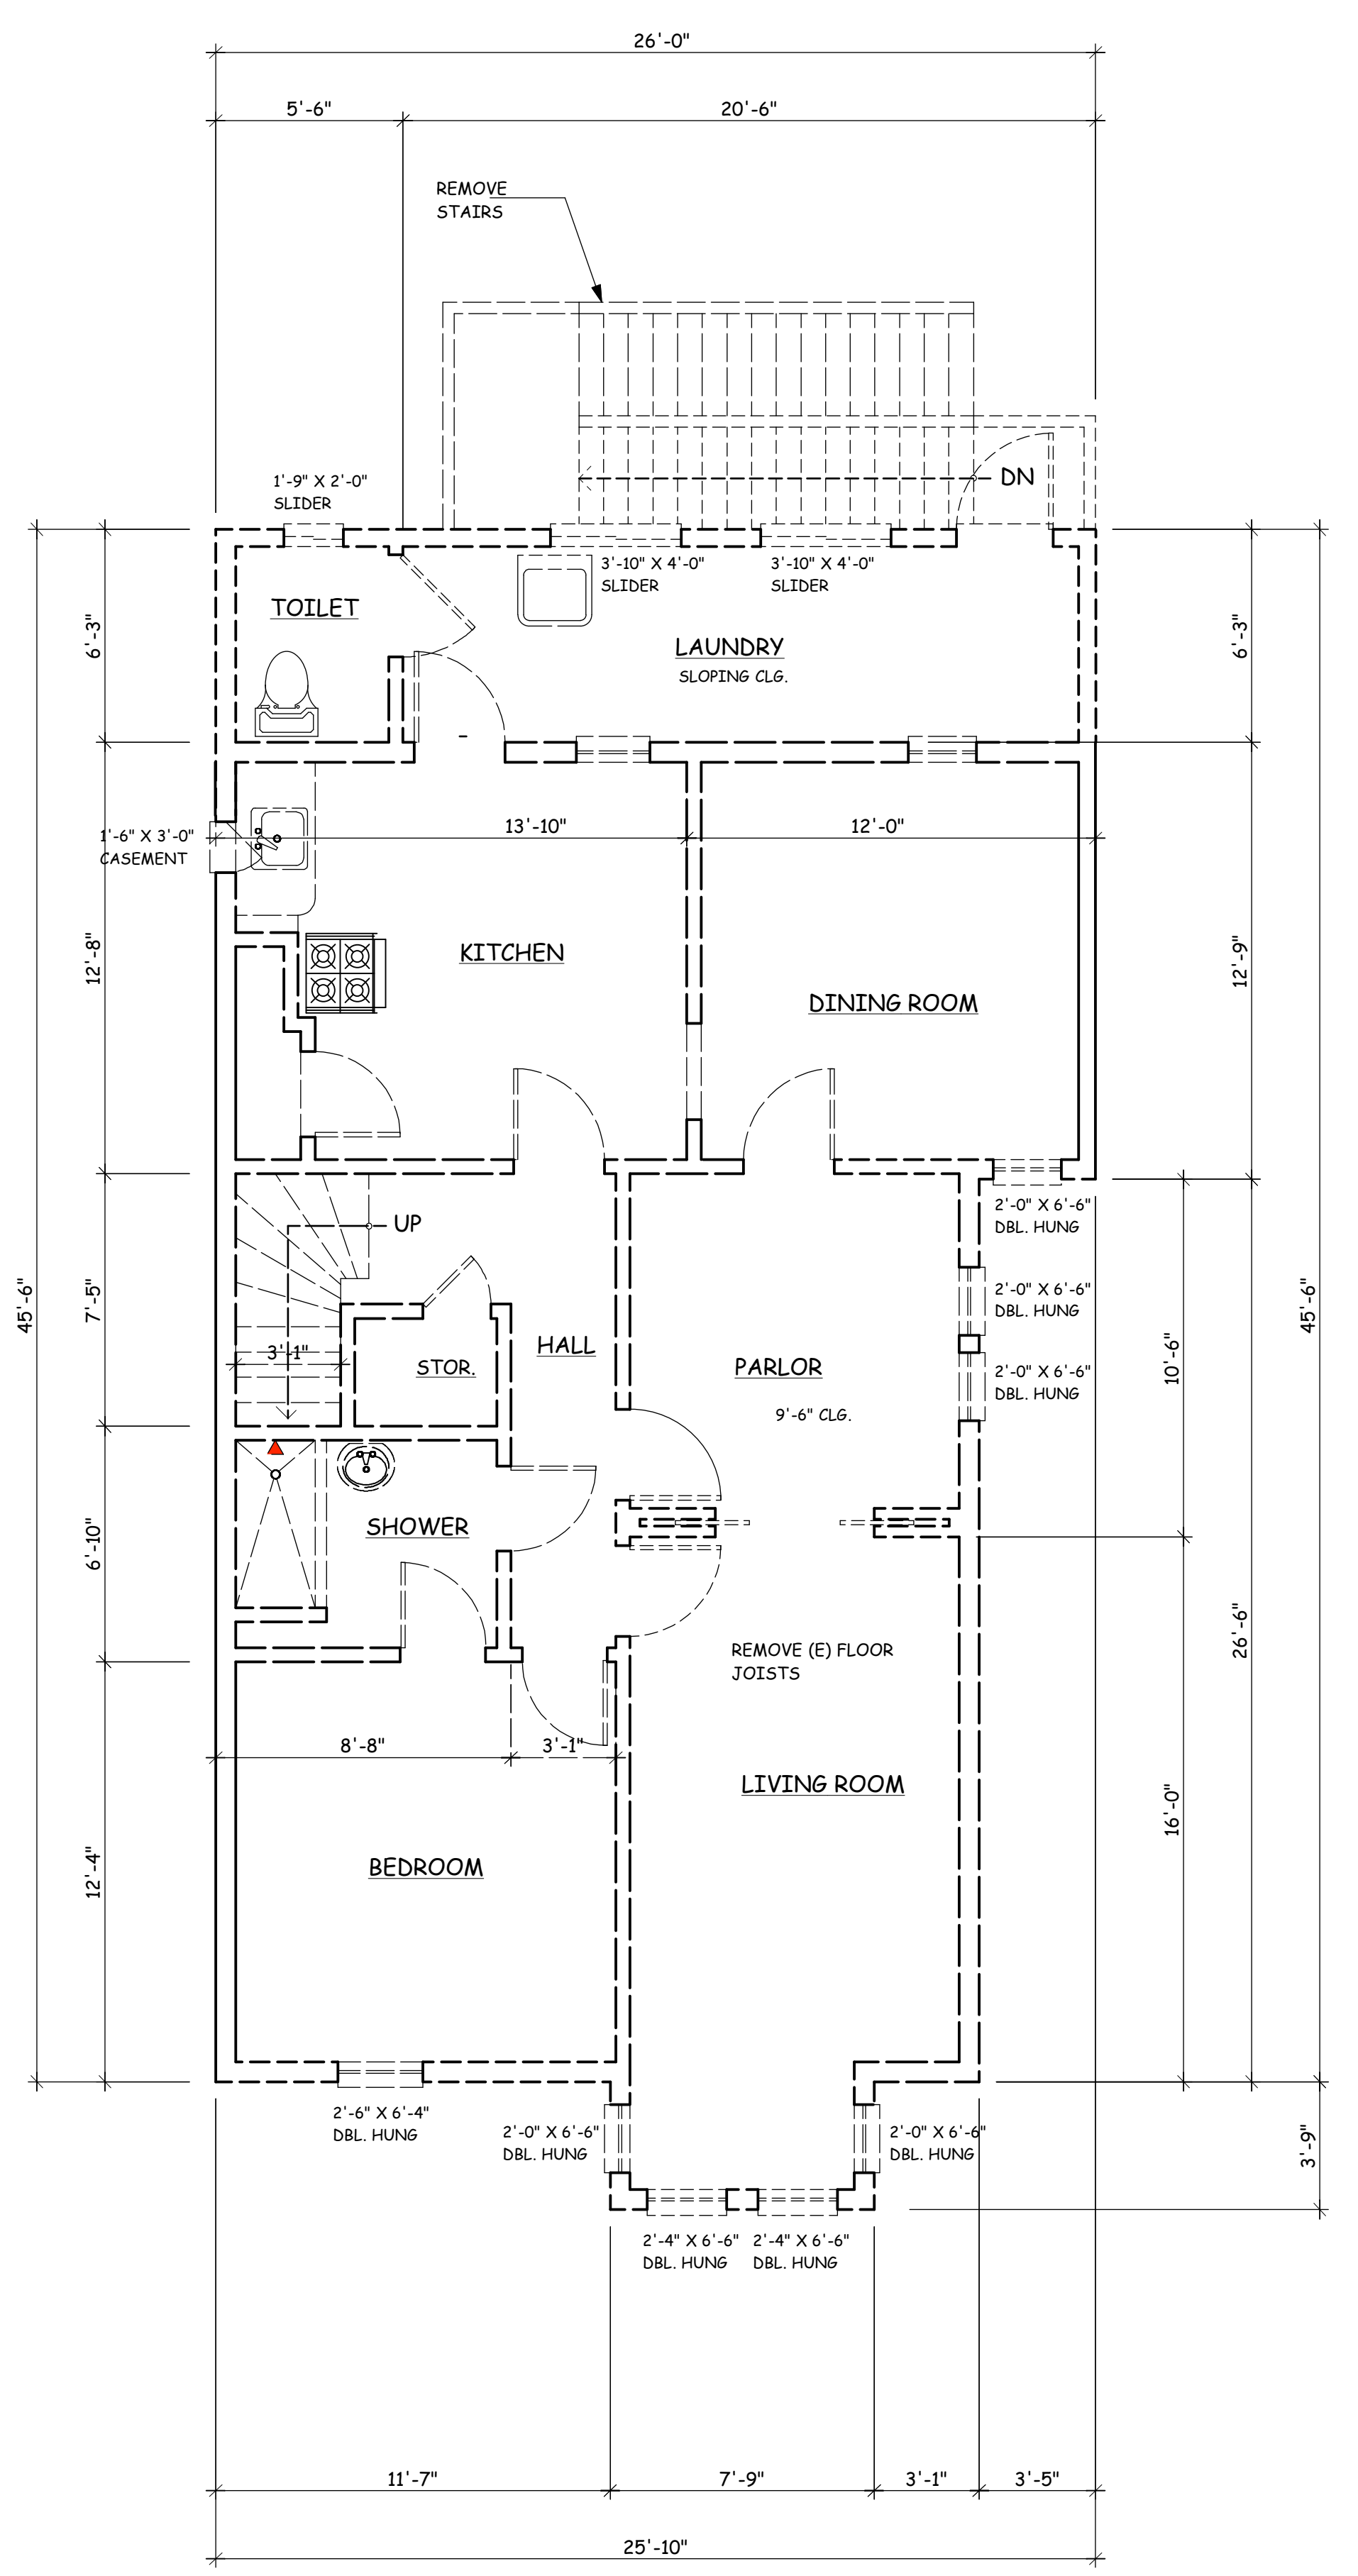 26'-0"
5'-6"
20'-6"
REMOVE
STAIRS
DN
1'-9" X 2'-0"
SLIDER
3'-10" X 4'-0"
SLIDER
3'-10" X 4'-0"
SLIDER
TOILET
6'-3"
6'-3"
LAUNDRY
SLOPING CLG.
1'-6" X 3'-0"
CASEMENT
13'-10"
12'-0"
12'-8"
KITCHEN
12'-9"
DINING ROOM
UP
2'-0" X 6'-6"
DBL. HUNG
2'-0" X 6'-6"
DBL. HUNG
45'-6"
7'-5"
45'-6"
3'-1"
HALL
STOR.
PARLOR
10'-6"
2'-0" X 6'-6"
DBL. HUNG
9'-6" CLG.
SHOWER
6'-10"
REMOVE (E) FLOOR
JOISTS
26'-6"
8'-8"
3'-1"
LIVING ROOM
16'-0"
BEDROOM
12'-4"
2'-6" X 6'-4"
DBL. HUNG
2'-0" X 6'-6"
DBL. HUNG
2'-0" X 6'-6"
DBL. HUNG
3'-9"
2'-4" X 6'-6"
DBL. HUNG
2'-4" X 6'-6"
DBL. HUNG
11'-7"
7'-9"
3'-1"
3'-5"
25'-10"